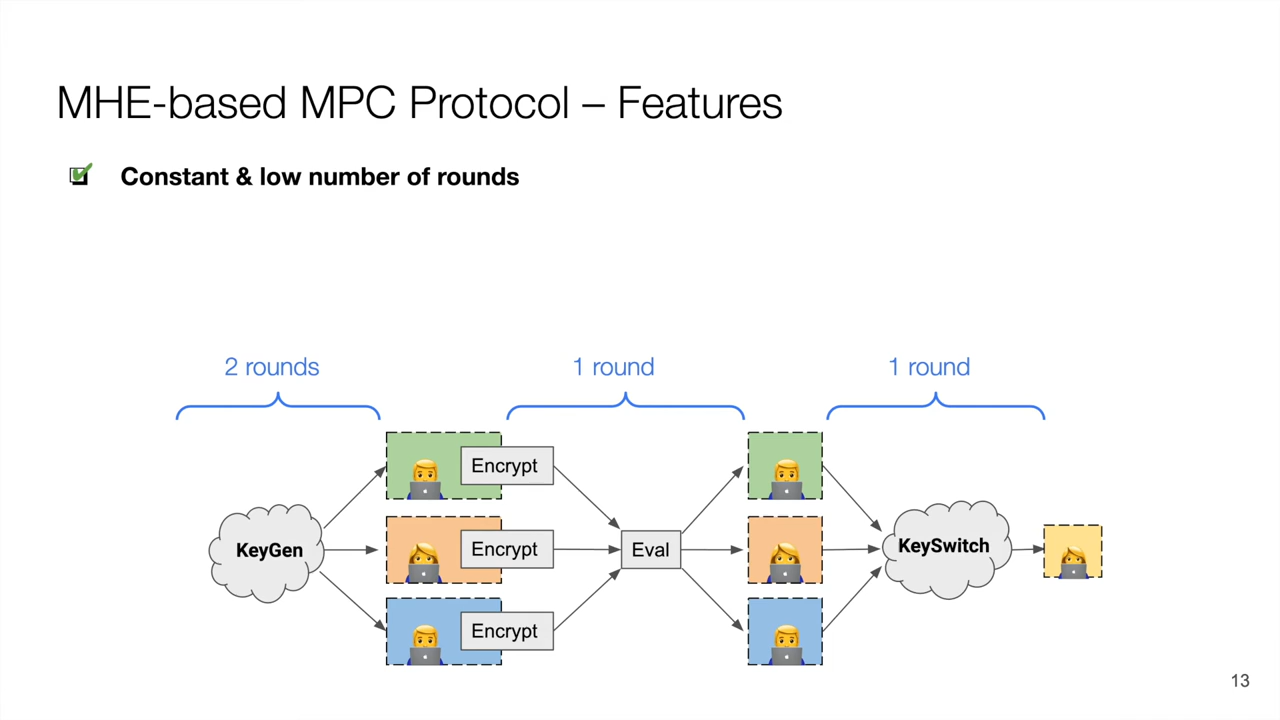 MHE-based MPC Protocol – Features
Constant & low number of rounds
2 rounds
1 round
1 round
Encrypt
KeyGen
Encrypt
Eval
KeySwitch
Encrypt
13